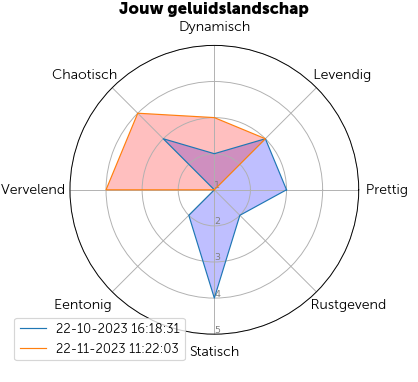 Jouw geluidslandschap
Dynamisch
Chaotisch
Levendig
Vervelend
1
Prettig
2
3
4
Eentonig
Rustgevend
5
Statisch
22-10-2023 16:18:31
22-11-2023 11:22:03